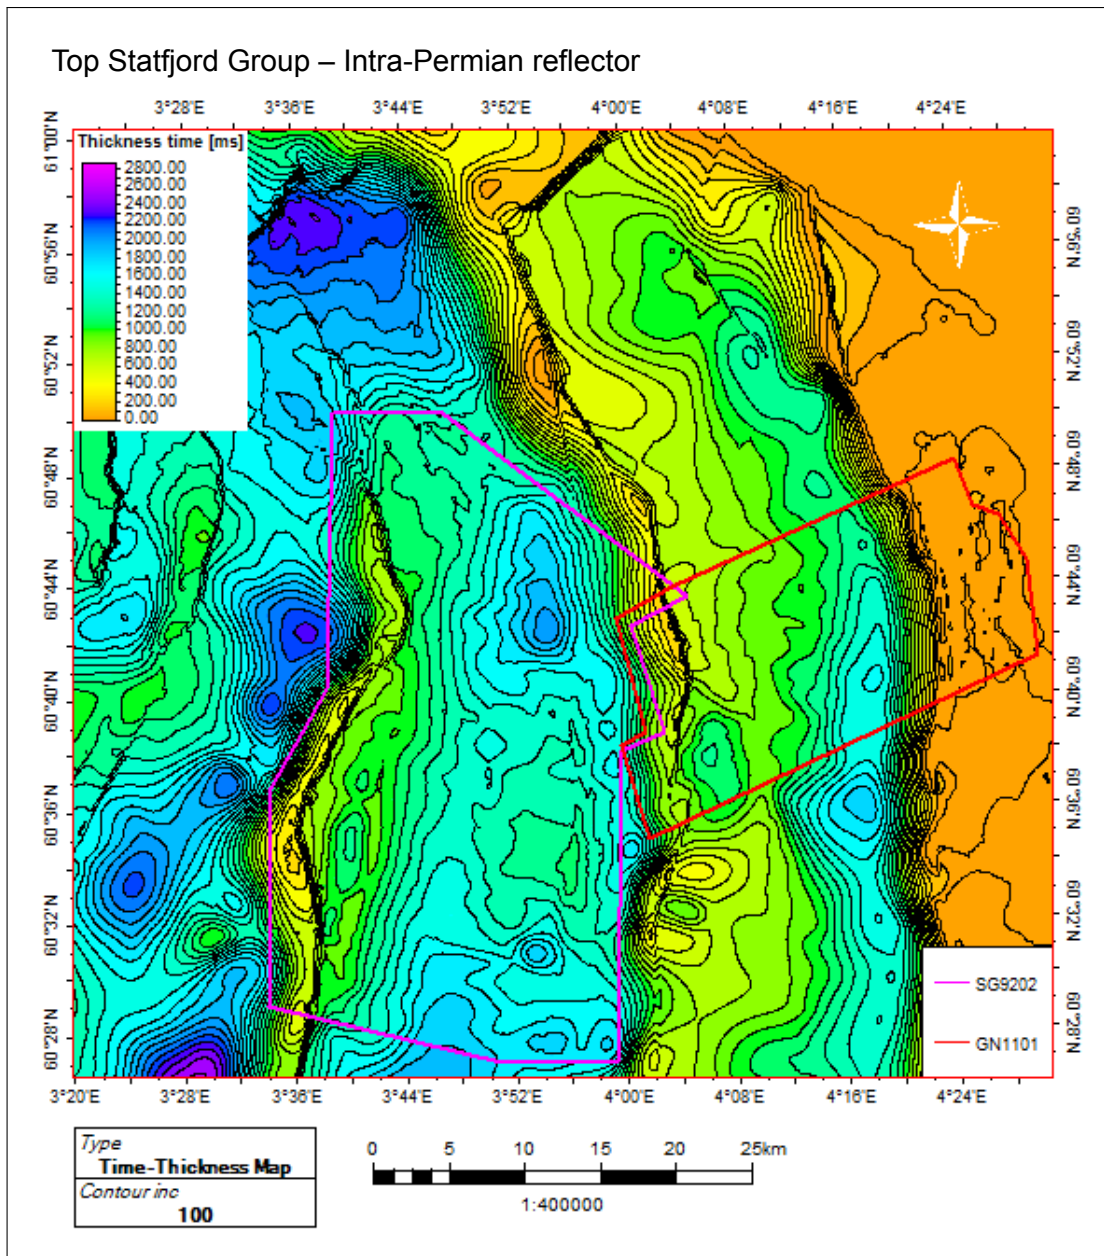 Top Statfjord Group – Intra-Permian reflector
3°28'E 3°36'E 3°44'E 3°52'E 4°00'E 4°08'E 4°16'E 4°24'E
Thickness time [ms]
2800.00
2600.00
2400.00
2200.00
2000.00
1800.00
1600.00
1400.00
1200.00
1000.00
800.00
600.00
400.00
200.00
0.00
61°00'N
60°56'N
60°52'N
60°48'N
60°44'N
60°40'N
60°36'N
60°32'N
60°28'N
60°56'N
60°52'N
60°48'N
60°44'N
60°40'N
60°36'N
60°32'N
60°28'N
SG9202
GN1101
3°20'E 3°28'E 3°36'E 3°44'E 3°52'E 4°00'E 4°08'E 4°16'E 4°24'E
Type
Time-Thickness Map
Contour inc
100
0 5 10 15 20 25km
1:400000